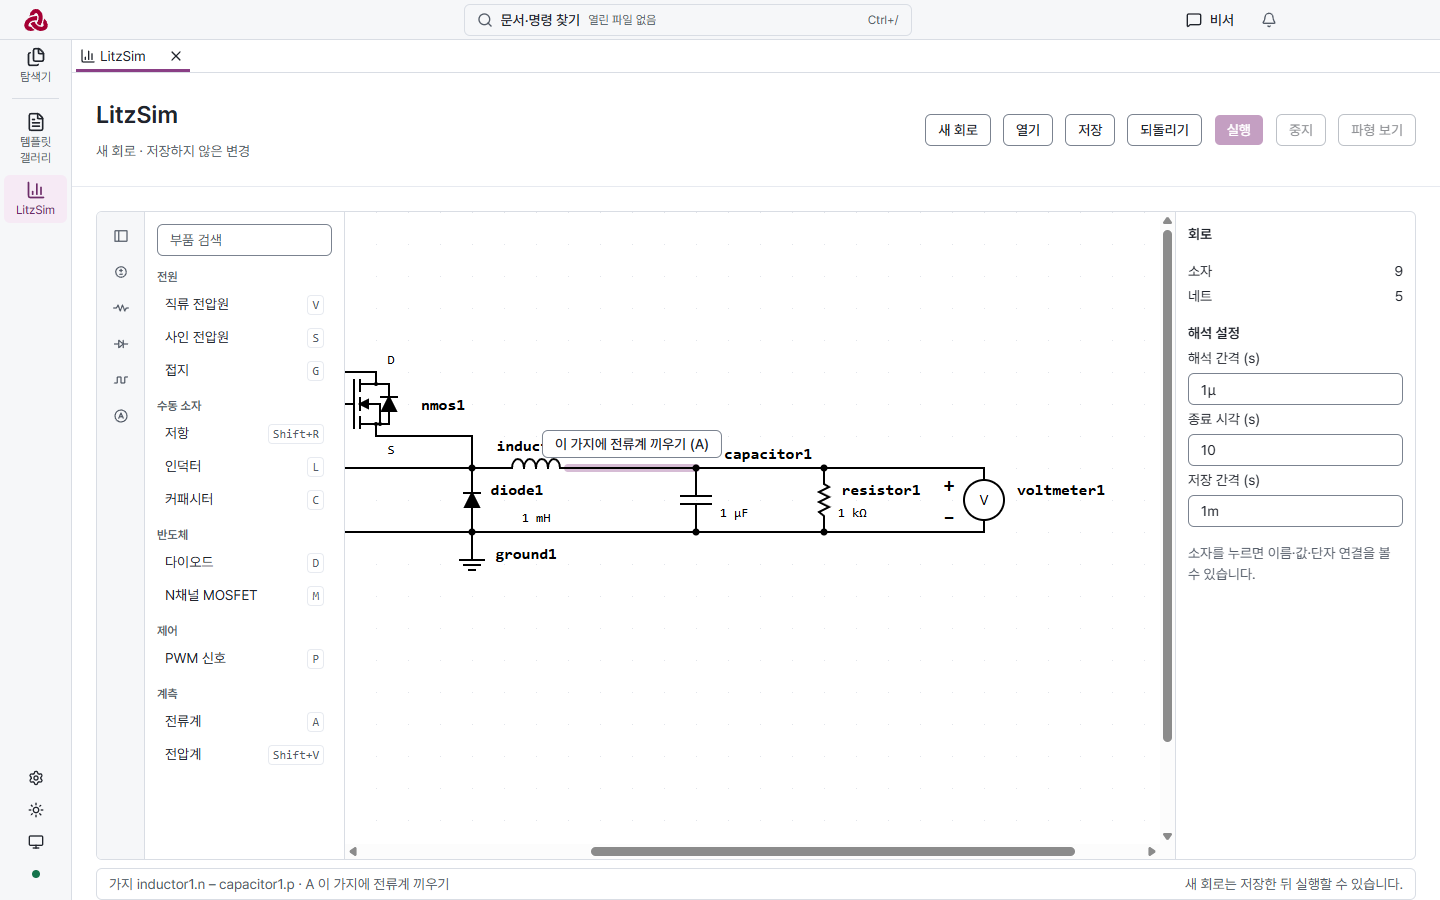 문서·명령 찾기 열린 파일 없음 Ctrl+/
비서
탐색기
템플릿
갤러리
LitzSim
LitzSim
LitzSim
새 회로 · 저장하지 않은 변경
새 회로
열기
저장
되돌리기
실행
중지
파형 보기
부품 검색
전원
직류 전압원 V
사인 전압원 S
접지 G
수동 소자
저항 Shift+R
인덕터 L
커패시터 C
반도체
다이오드 D
N채널 MOSFET M
제어
PWM 신호 P
계측
전류계 A
전압계 Shift+V
D
nmos1
S
induc
이 가지에 전류계 끼우기 (A)
capacitor1
diode1
1 mH
1 μF
resistor1
1 kΩ
+
−
V
voltmeter1
ground1
회로
소자 9
네트 5
해석 설정
해석 간격 (s)
1μ
종료 시각 (s)
10
저장 간격 (s)
1m
소자를 누르면 이름·값·단자 연결을 볼
수 있습니다.
가지 inductor1.n – capacitor1.p · A 이 가지에 전류계 끼우기
새 회로는 저장한 뒤 실행할 수 있습니다.